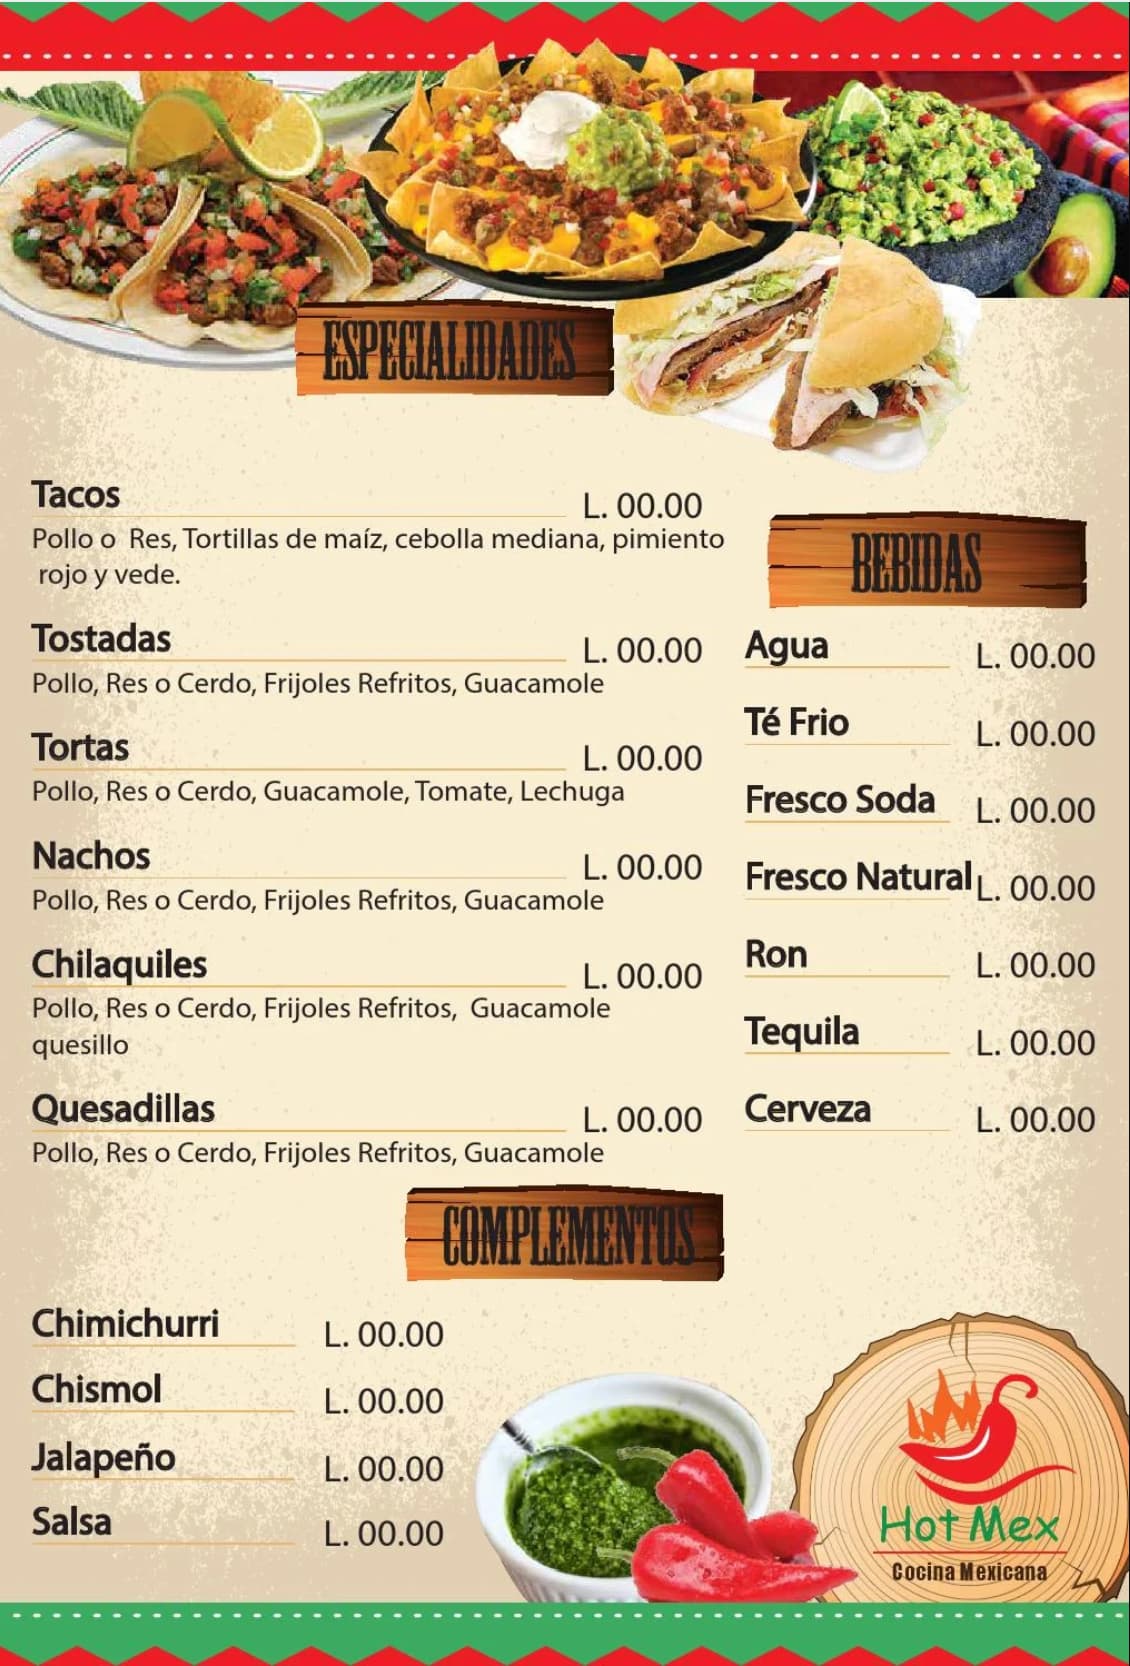 ESPECIALIDADES
Tacos
L. 00.00
Pollo o Res, Tortillas de maíz, cebolla mediana, pimiento
rojo y vede.
Tostadas
L. 00.00
Pollo, Res o Cerdo, Frijoles Refritos, Guacamole
Tortas
L. 00.00
Pollo, Res o Cerdo, Guacamole, Tomate, Lechuga
Nachos
L. 00.00
Pollo, Res o Cerdo, Frijoles Refritos, Guacamole
Chilaquiles
L. 00.00
Pollo, Res o Cerdo, Frijoles Refritos, Guacamole
quesillo
Quesadillas
L. 00.00
Pollo, Res o Cerdo, Frijoles Refritos, Guacamole
BEBIDAS
Agua
L. 00.00
Té Frio
L. 00.00
Fresco Soda
L. 00.00
Fresco Natural
L. 00.00
Ron
L. 00.00
Tequila
L. 00.00
Cerveza
L. 00.00
COMPLEMENTOS
Chimichurri
L. 00.00
Chismol
L. 00.00
Jalapeño
L. 00.00
Salsa
L. 00.00
Hot Mex
Cocina Mexicana